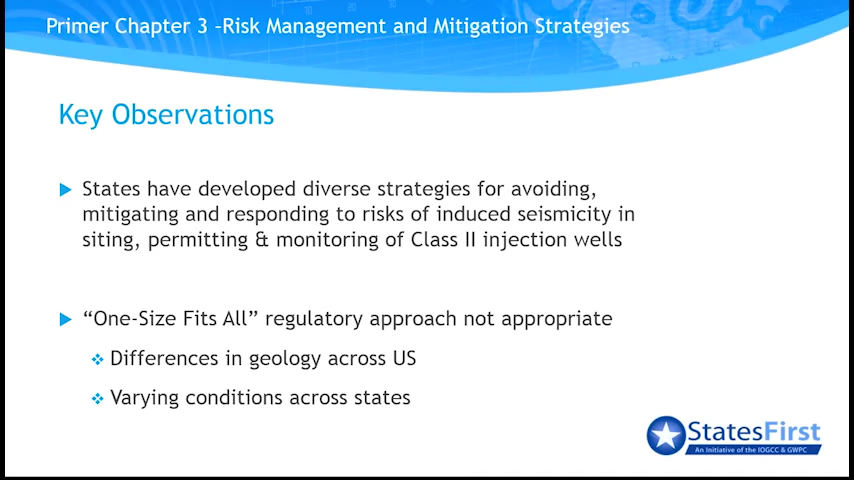 Primer Chapter 3 –Risk Management and Mitigation Strategies
Key Observations
States have developed diverse strategies for avoiding,
mitigating and responding to risks of induced seismicity in
siting, permitting & monitoring of Class II injection wells
“One-Size Fits All” regulatory approach not appropriate
Differences in geology across US
Varying conditions across states
StatesFirst
An Initiative of the IOGCC & GWPC